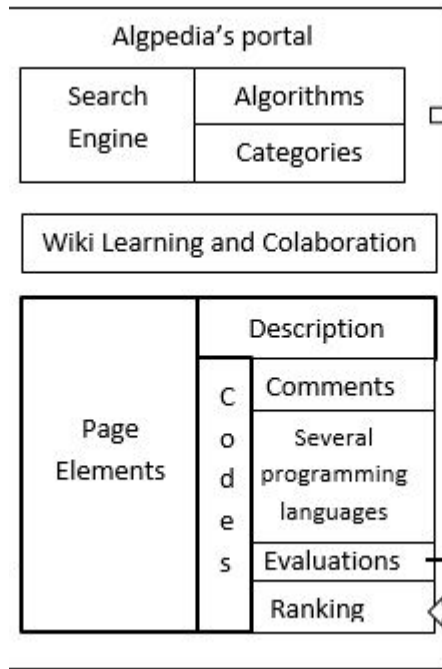 Algpedia's portal
Search
Engine
Algorithms
Categories
Wiki Learning and Colaboration
Page
Elements
Description
Codes
Comments
Several
programming
languages
Evaluations
Ranking